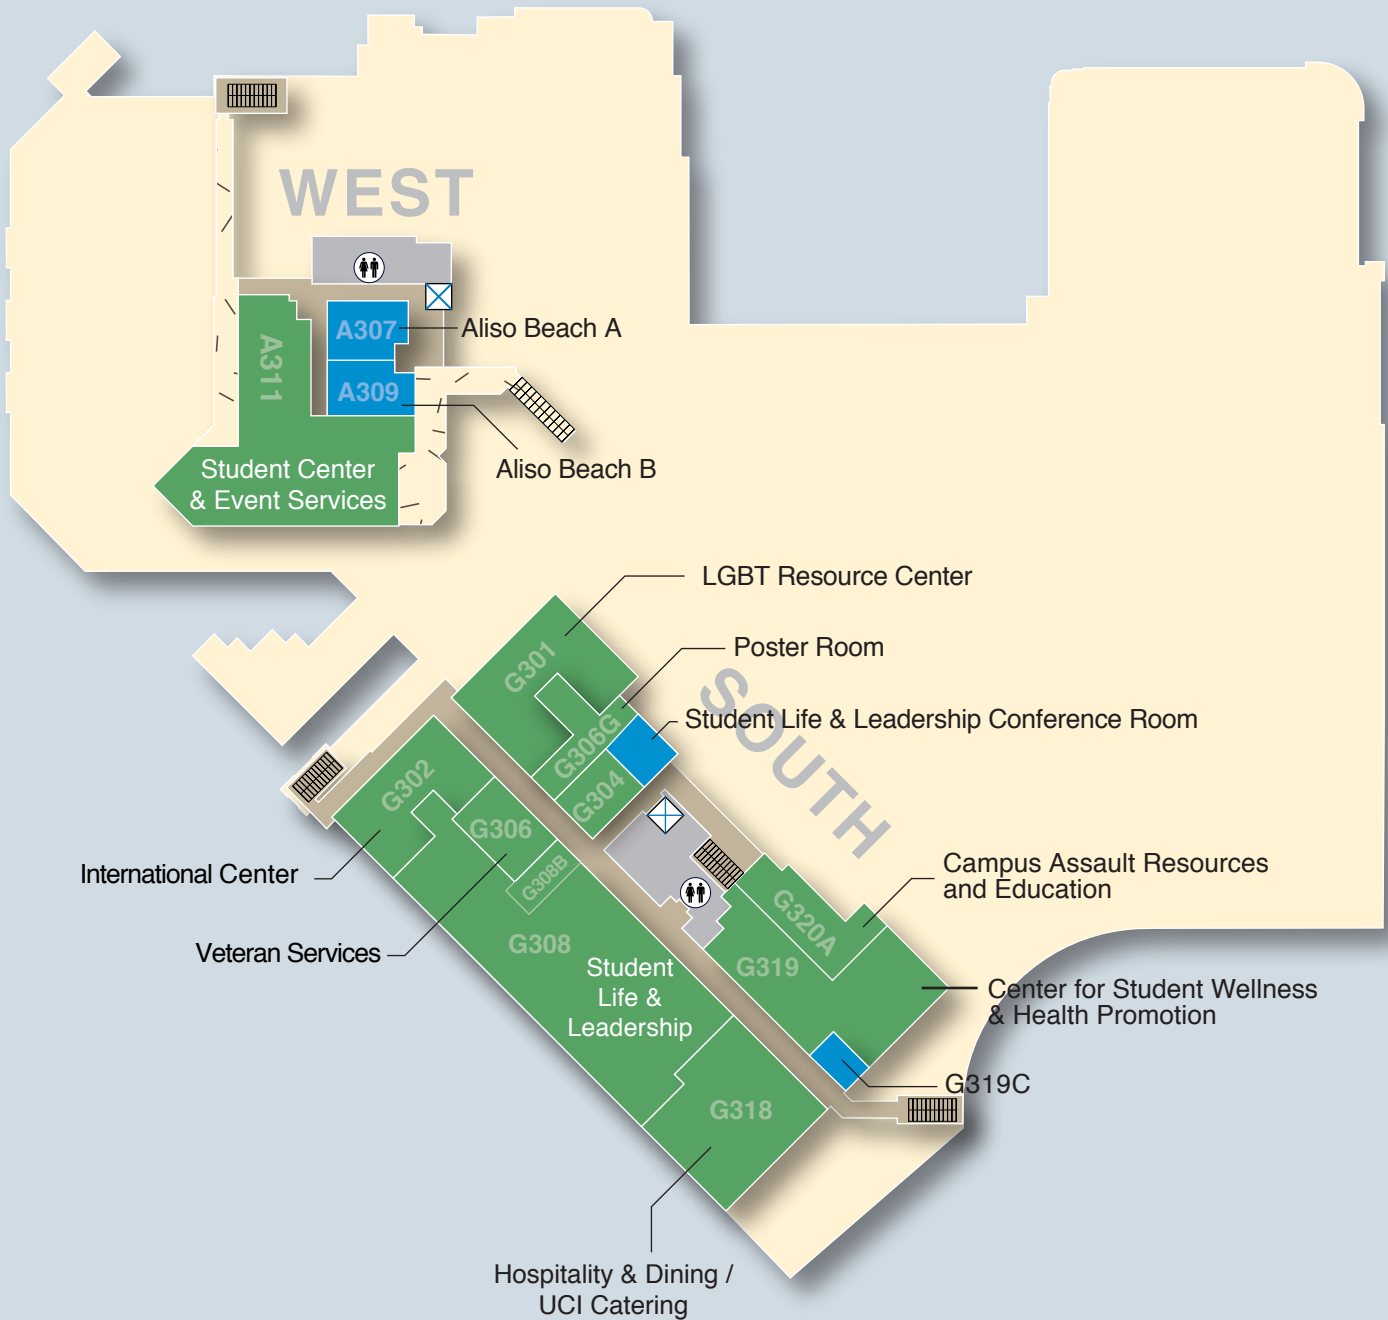 WEST
A307
Aliso Beach A
A311
A309
Aliso Beach B
Student Center
& Event Services
LGBT Resource Center
G301
Poster Room
SOUTH
Student Life & Leadership Conference Room
G306G
G304
G302
G306
G308B
International Center
Veteran Services
G308
Student
Life &
Leadership
G320A
G319
Campus Assault Resources
and Education
Center for Student Wellness
& Health Promotion
G319C
G318
Hospitality & Dining /
UCI Catering